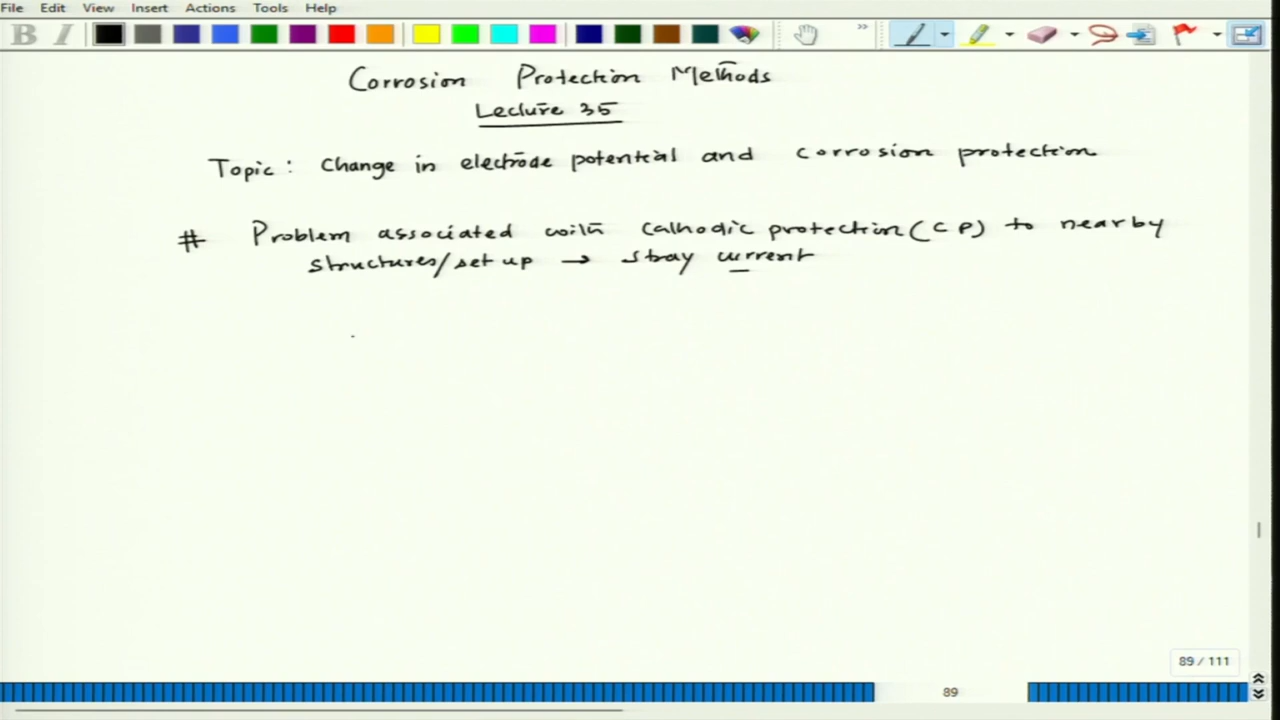 File Edit View Insert Actions Tools Help
B I
Corrosion Protection Methods
Lecture 35
Topic: Change in electrode potential and corrosion protection
# Problem associated with Cathodic protection (CP) to nearby
structures/set up → stray current
89 / 111
89